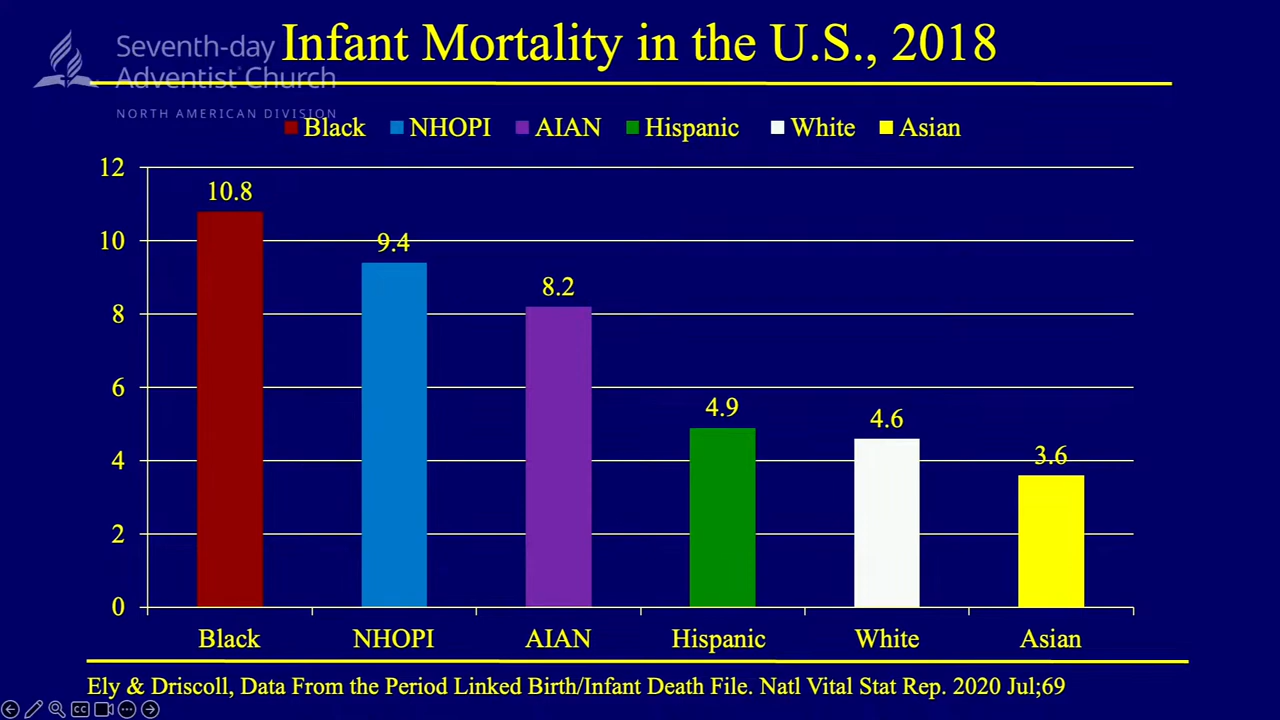 Seventh-day
Adventist Church
NORTH AMERICAN DIVISION
Infant Mortality in the U.S., 2018
Black NHOPI AIAN Hispanic White Asian
12
10
8
6
4
2
0
10.8
9.4
8.2
4.9
4.6
3.6
Black NHOPI AIAN Hispanic White Asian
Ely & Driscoll, Data From the Period Linked Birth/Infant Death File. Natl Vital Stat Rep. 2020 Jul;69
CC